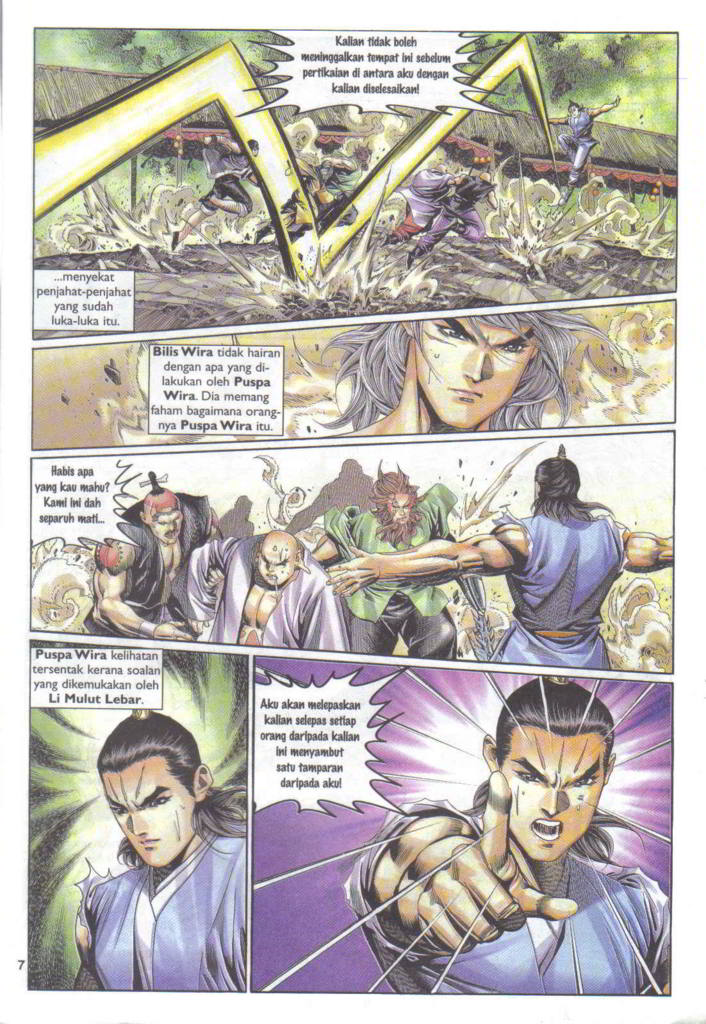 Kalian tidak boleh
meninggalkan tempat ini sebelum
pertikaian di antara aku dengan
kalian diselesaikan!
...menyekat
penjahat-penjahat
yang sudah
luka-luka itu.
Bilis Wira tidak hairan
dengan apa yang di-
lakukan oleh Puspa
Wira. Dia memang
faham bagaimana orang-
nya Puspa Wira itu.
Habis apa
yang kau mahu?
Kami ini dah
separuh mati...
Puspa Wira kelihatan
tersentak kerana soalan
yang dikemukakan oleh
Li Mulut Lebar.
Aku akan melepaskan
kalian selepas setiap
orang daripada kalian
ini menyambut
satu tamparan
daripada aku!
7